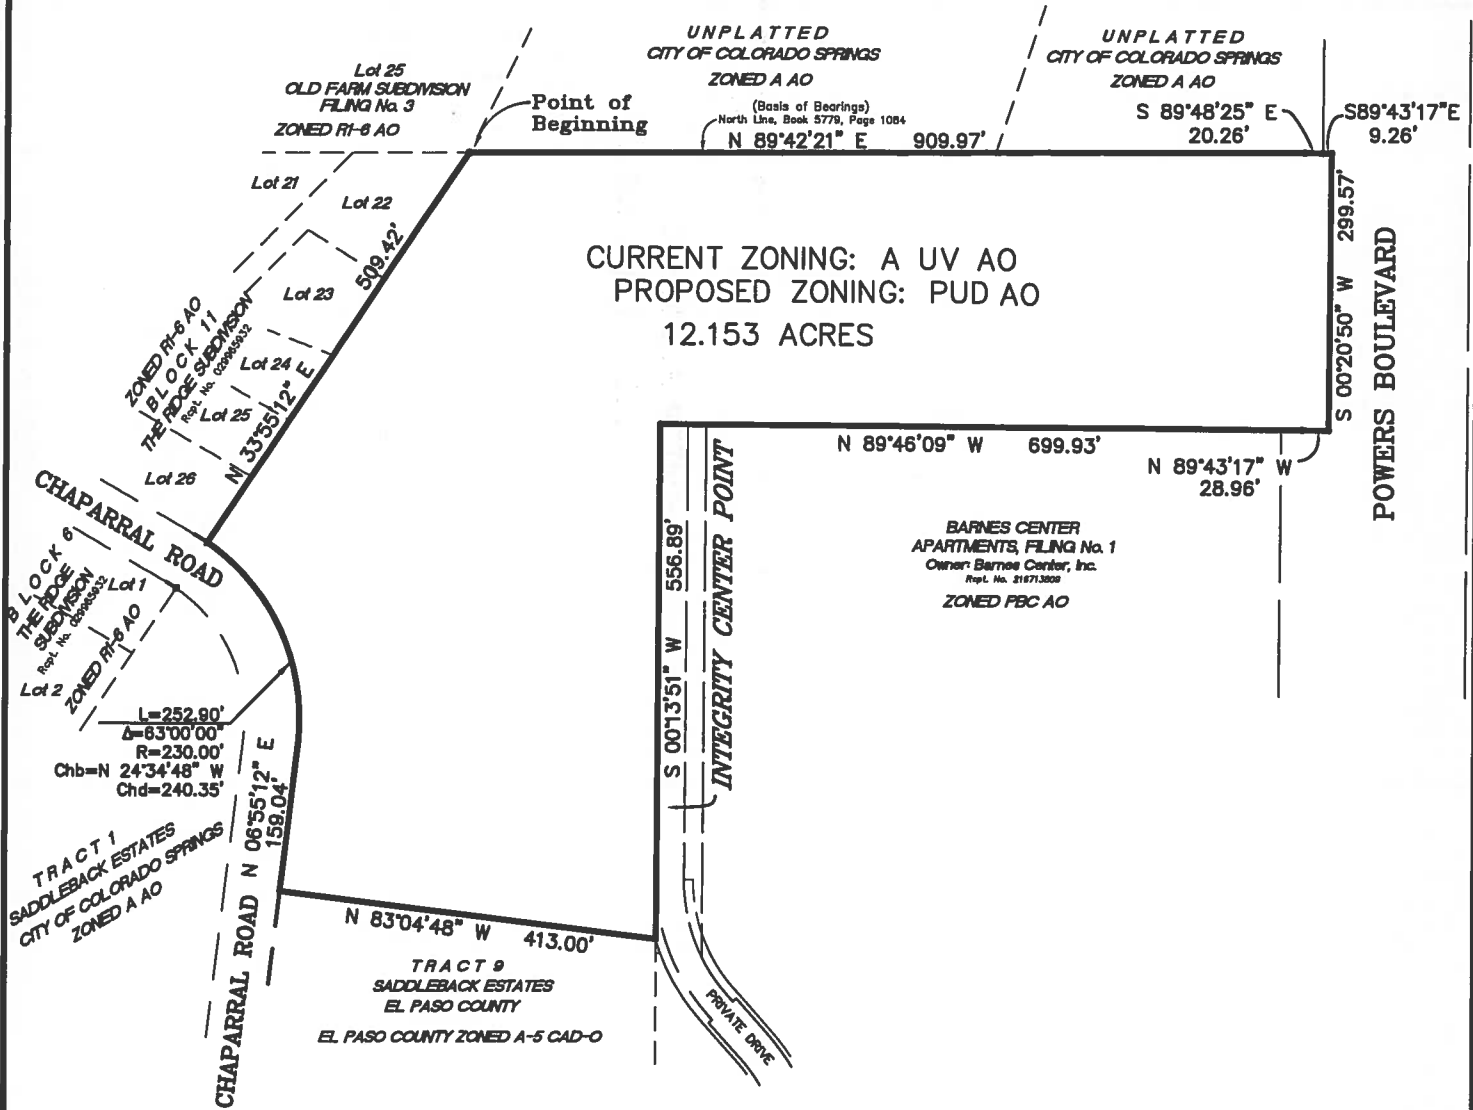 UNPLATTED
CITY OF COLORADO SPRINGS
ZONED A AO
UNPLATTED
CITY OF COLORADO SPRINGS
ZONED A AO
Lot 25
OLD FARM SUBDIVISION
FILING No. 3
ZONED R1-6 AO
Point of
Beginning
(Basis of Bearings)
North Line, Book 5779, Page 1084
N 89°42'21" E 909.97'
S 89°48'25" E
20.26'
S89°43'17"E
9.26'
Lot 21
Lot 22
Lot 23
Lot 24
Lot 25
Lot 26
509.42'
N 33°55'12" E
ZONED R1-6 AO
BLOCK 11
THE RIDGE SUBDIVISION
Rcpt. No. 029965932
CURRENT ZONING: A UV AO
PROPOSED ZONING: PUD AO
12.153 ACRES
S 00°20'50" W 299.57'
POWERS BOULEVARD
N 89°46'09" W 699.93'
N 89°43'17" W
28.96'
CHAPARRAL ROAD
BLOCK 6
THE RIDGE
SUBDIVISION
Rcpt. No. 029965932
Lot 1
ZONED R1-6 AO
Lot 2
S 00°13'51" W 556.89'
INTEGRITY CENTER POINT
BARNES CENTER
APARTMENTS, FILING No. 1
Owner: Barnes Center, Inc.
Rcpt. No. 216713809
ZONED PBC AO
L=252.90'
Δ=63°00'00"
R=230.00'
Chb=N 24°34'48" W
Chd=240.35'
N 06°55'12" E
159.04'
CHAPARRAL ROAD
TRACT 1
SADDLEBACK ESTATES
CITY OF COLORADO SPRINGS
ZONED A AO
N 83°04'48" W 413.00'
TRACT 9
SADDLEBACK ESTATES
EL PASO COUNTY
EL PASO COUNTY ZONED A-5 CAD-O
PRIVATE DRIVE